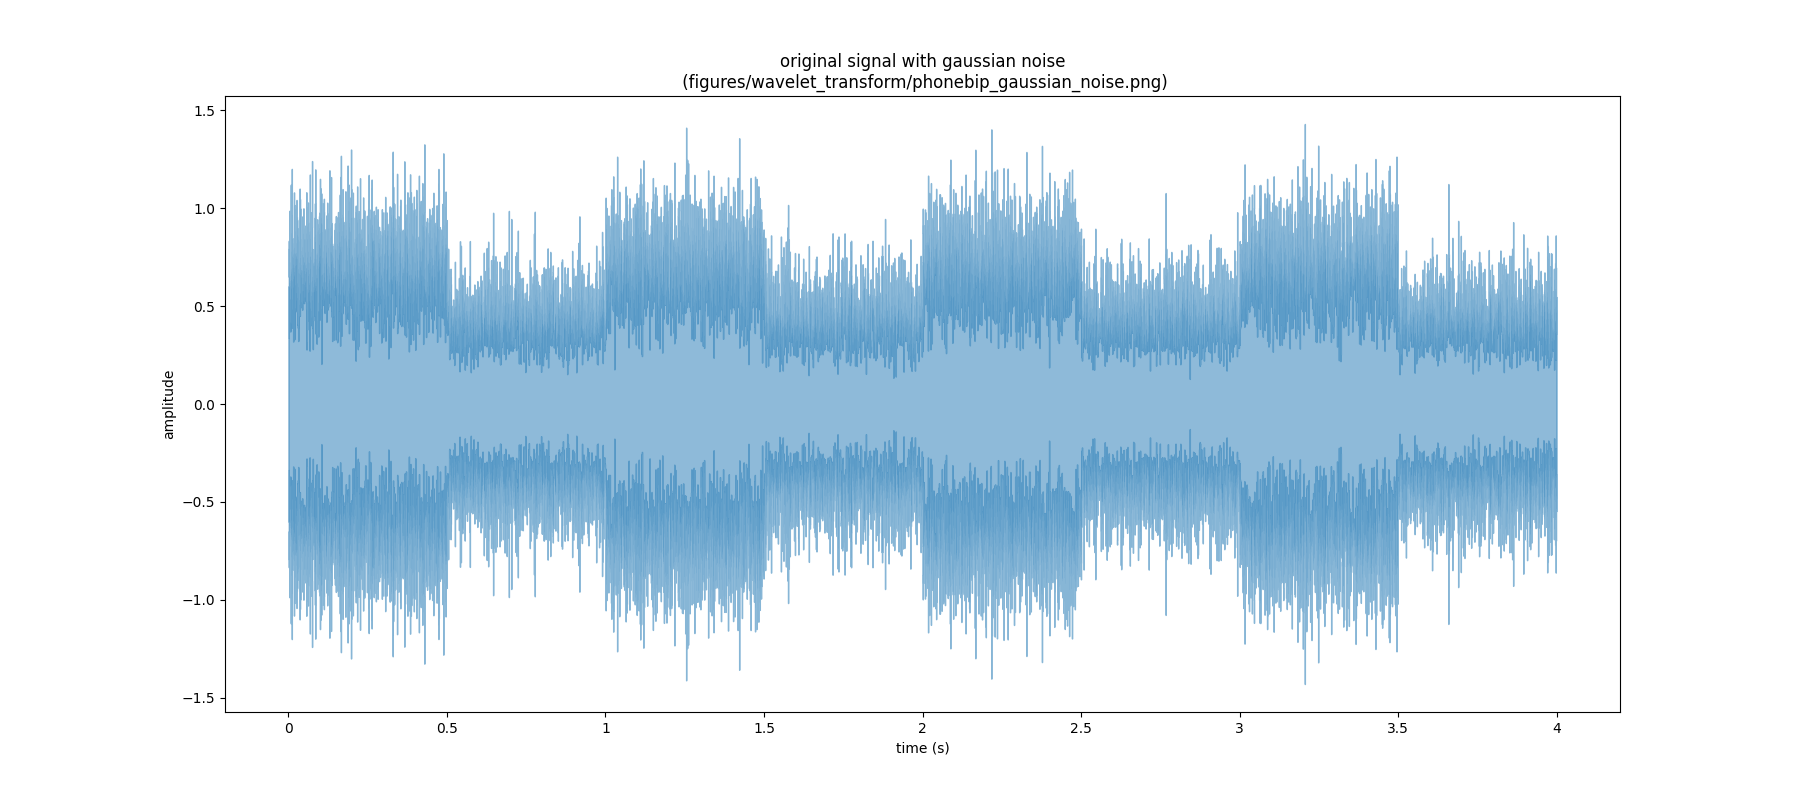 original signal with gaussian noise
(figures/wavelet_transform/phonebip_gaussian_noise.png)
1.5
1.0
0.5
0.0
−0.5
−1.0
−1.5
amplitude
0 0.5 1 1.5 2 2.5 3 3.5 4
time (s)